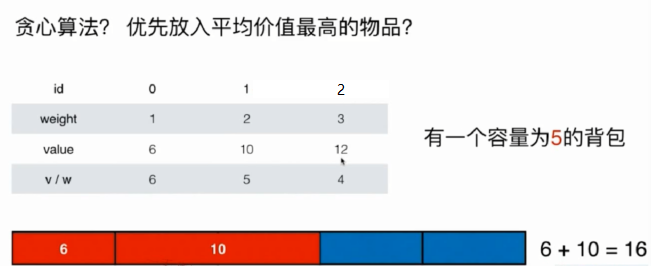 贪心算法? 优先放入平均价值最高的物品?
id 0 1 2
weight 1 2 3
有一个容量为5的背包
value 6 10 12
v / w 6 5 4
6 10 6 + 10 = 16